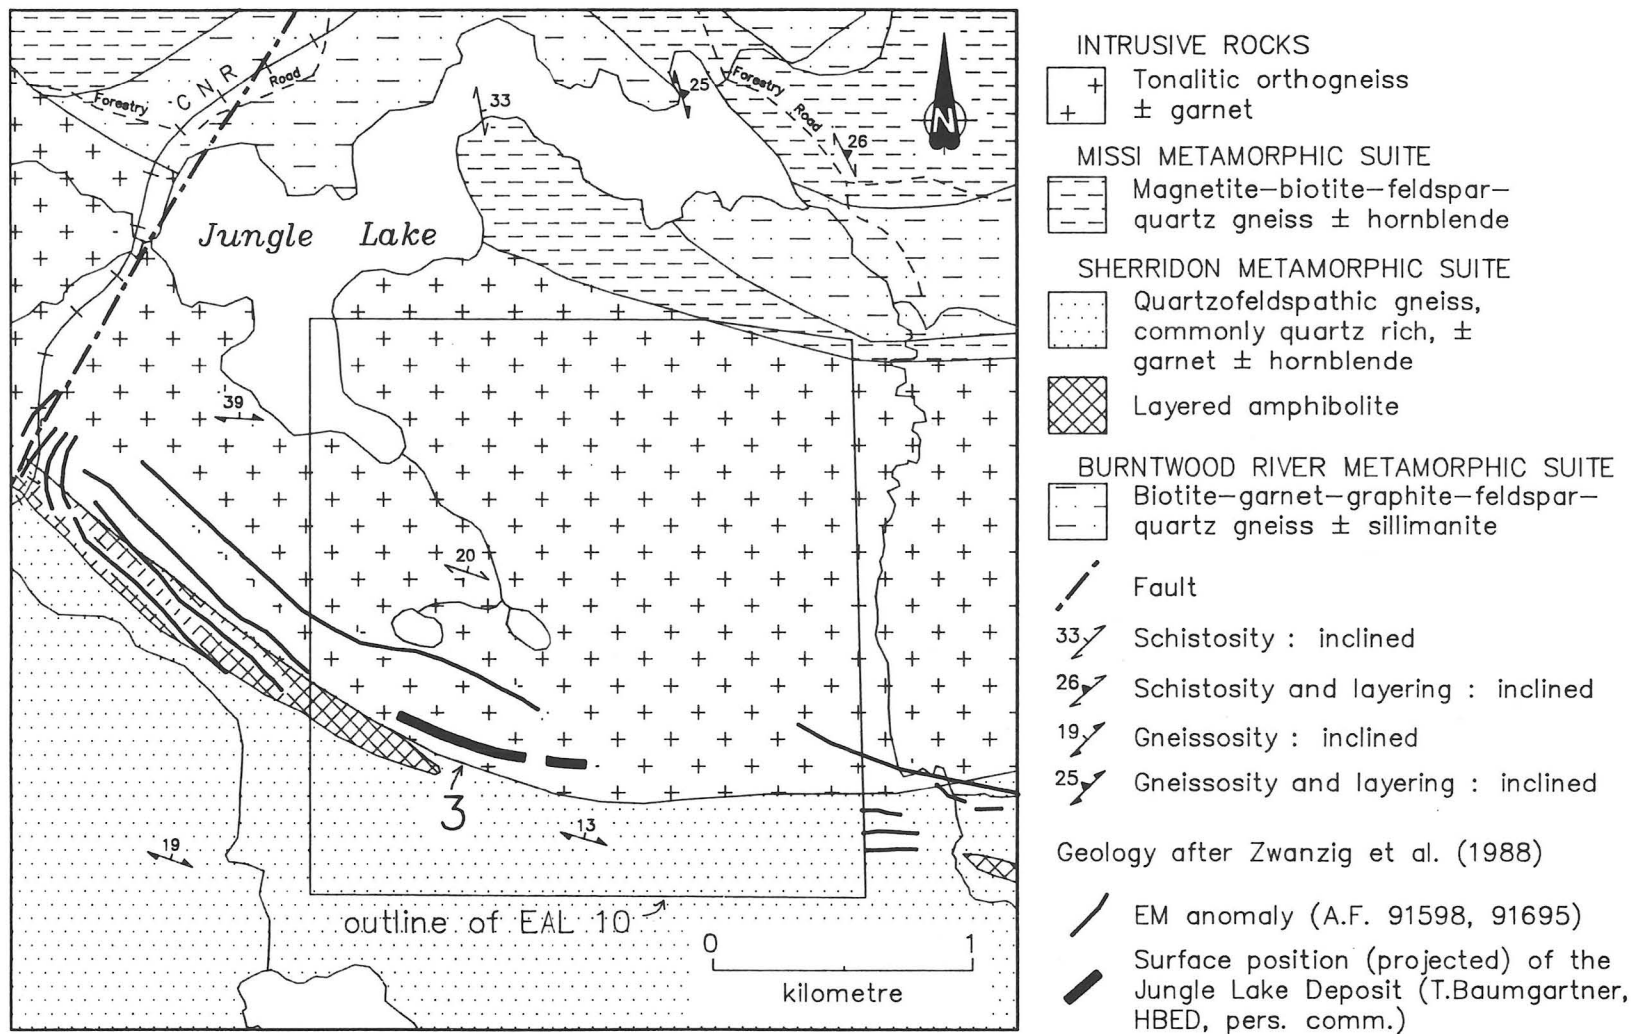 33
25
Forestry
Road
26
N
C N R
Road
Forestry
Jungle Lake
39
20
3
13
19
outline of EAL 10
0 1
kilometre
INTRUSIVE ROCKS
Tonalitic orthogneiss
± garnet
MISSI METAMORPHIC SUITE
Magnetite–biotite–feldspar–
quartz gneiss ± hornblende
SHERRIDON METAMORPHIC SUITE
Quartzofeldspathic gneiss,
commonly quartz rich, ±
garnet ± hornblende
Layered amphibolite
BURNTWOOD RIVER METAMORPHIC SUITE
Biotite–garnet–graphite–feldspar–
quartz gneiss ± sillimanite
Fault
33 Schistosity : inclined
26 Schistosity and layering : inclined
19 Gneissosity : inclined
25 Gneissosity and layering : inclined
Geology after Zwanzig et al. (1988)
EM anomaly (A.F. 91598, 91695)
Surface position (projected) of the
Jungle Lake Deposit (T.Baumgartner,
HBED, pers. comm.)